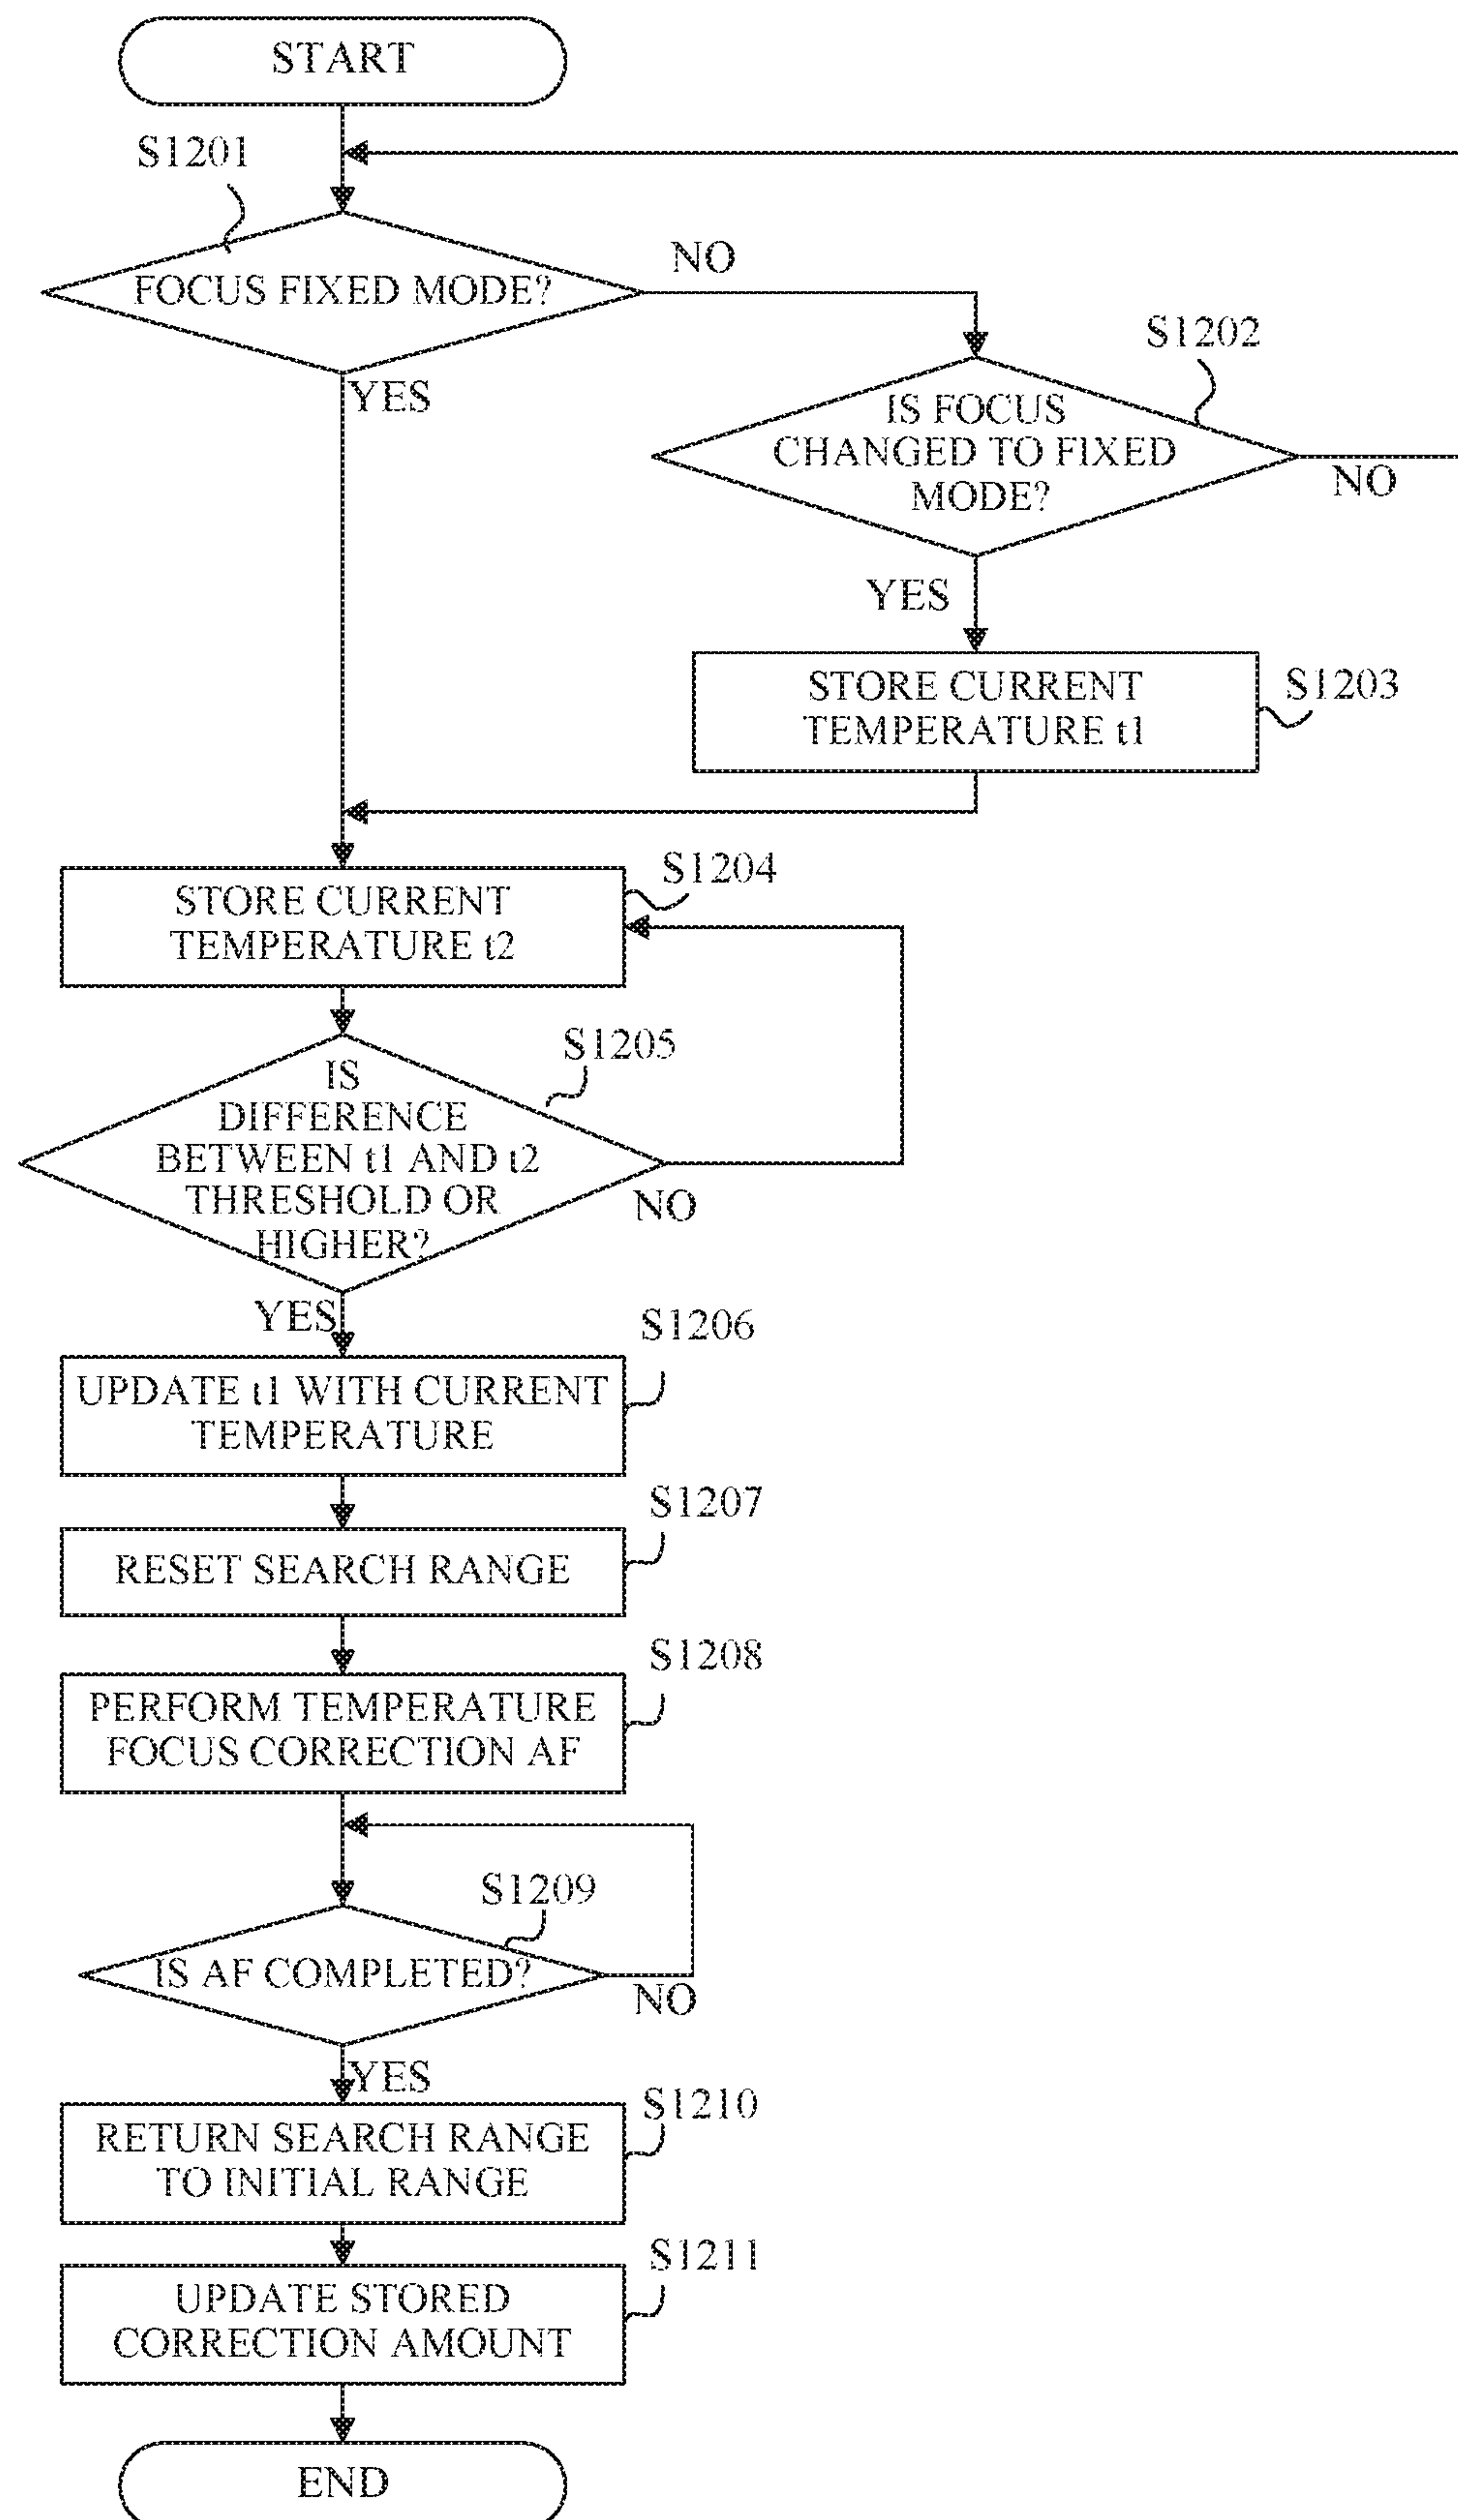 START
S1201
FOCUS FIXED MODE?
NO
YES
S1202
IS FOCUS
CHANGED TO FIXED
MODE?
NO
YES
STORE CURRENT
TEMPERATURE t1
S1203
S1204
STORE CURRENT
TEMPERATURE t2
S1205
IS
DIFFERENCE
BETWEEN t1 AND t2
THRESHOLD OR
HIGHER?
NO
YES
S1206
UPDATE t1 WITH CURRENT
TEMPERATURE
S1207
RESET SEARCH RANGE
S1208
PERFORM TEMPERATURE
FOCUS CORRECTION AF
S1209
IS AF COMPLETED?
NO
YES
S1210
RETURN SEARCH RANGE
TO INITIAL RANGE
S1211
UPDATE STORED
CORRECTION AMOUNT
END